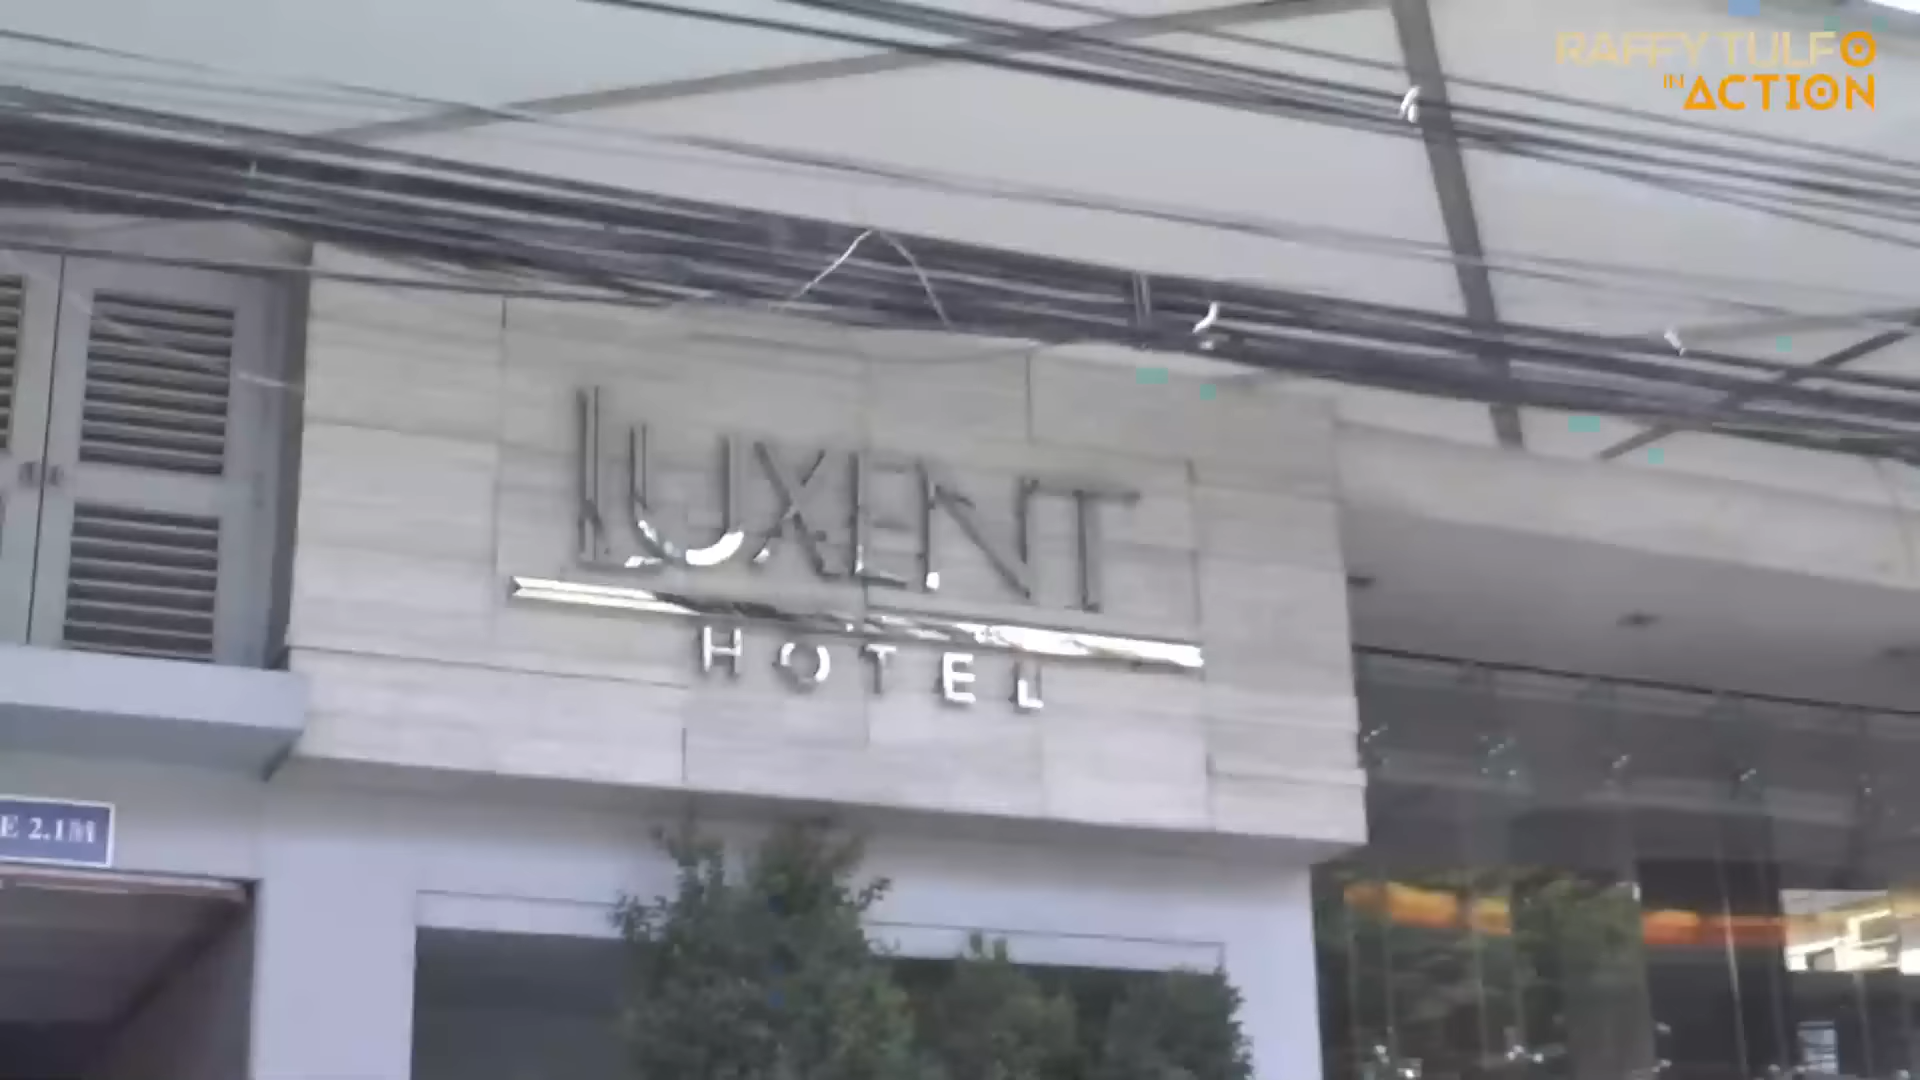 RAFFY TULFO
IN ACTION
LUXENT
HOTEL
E 2.1M